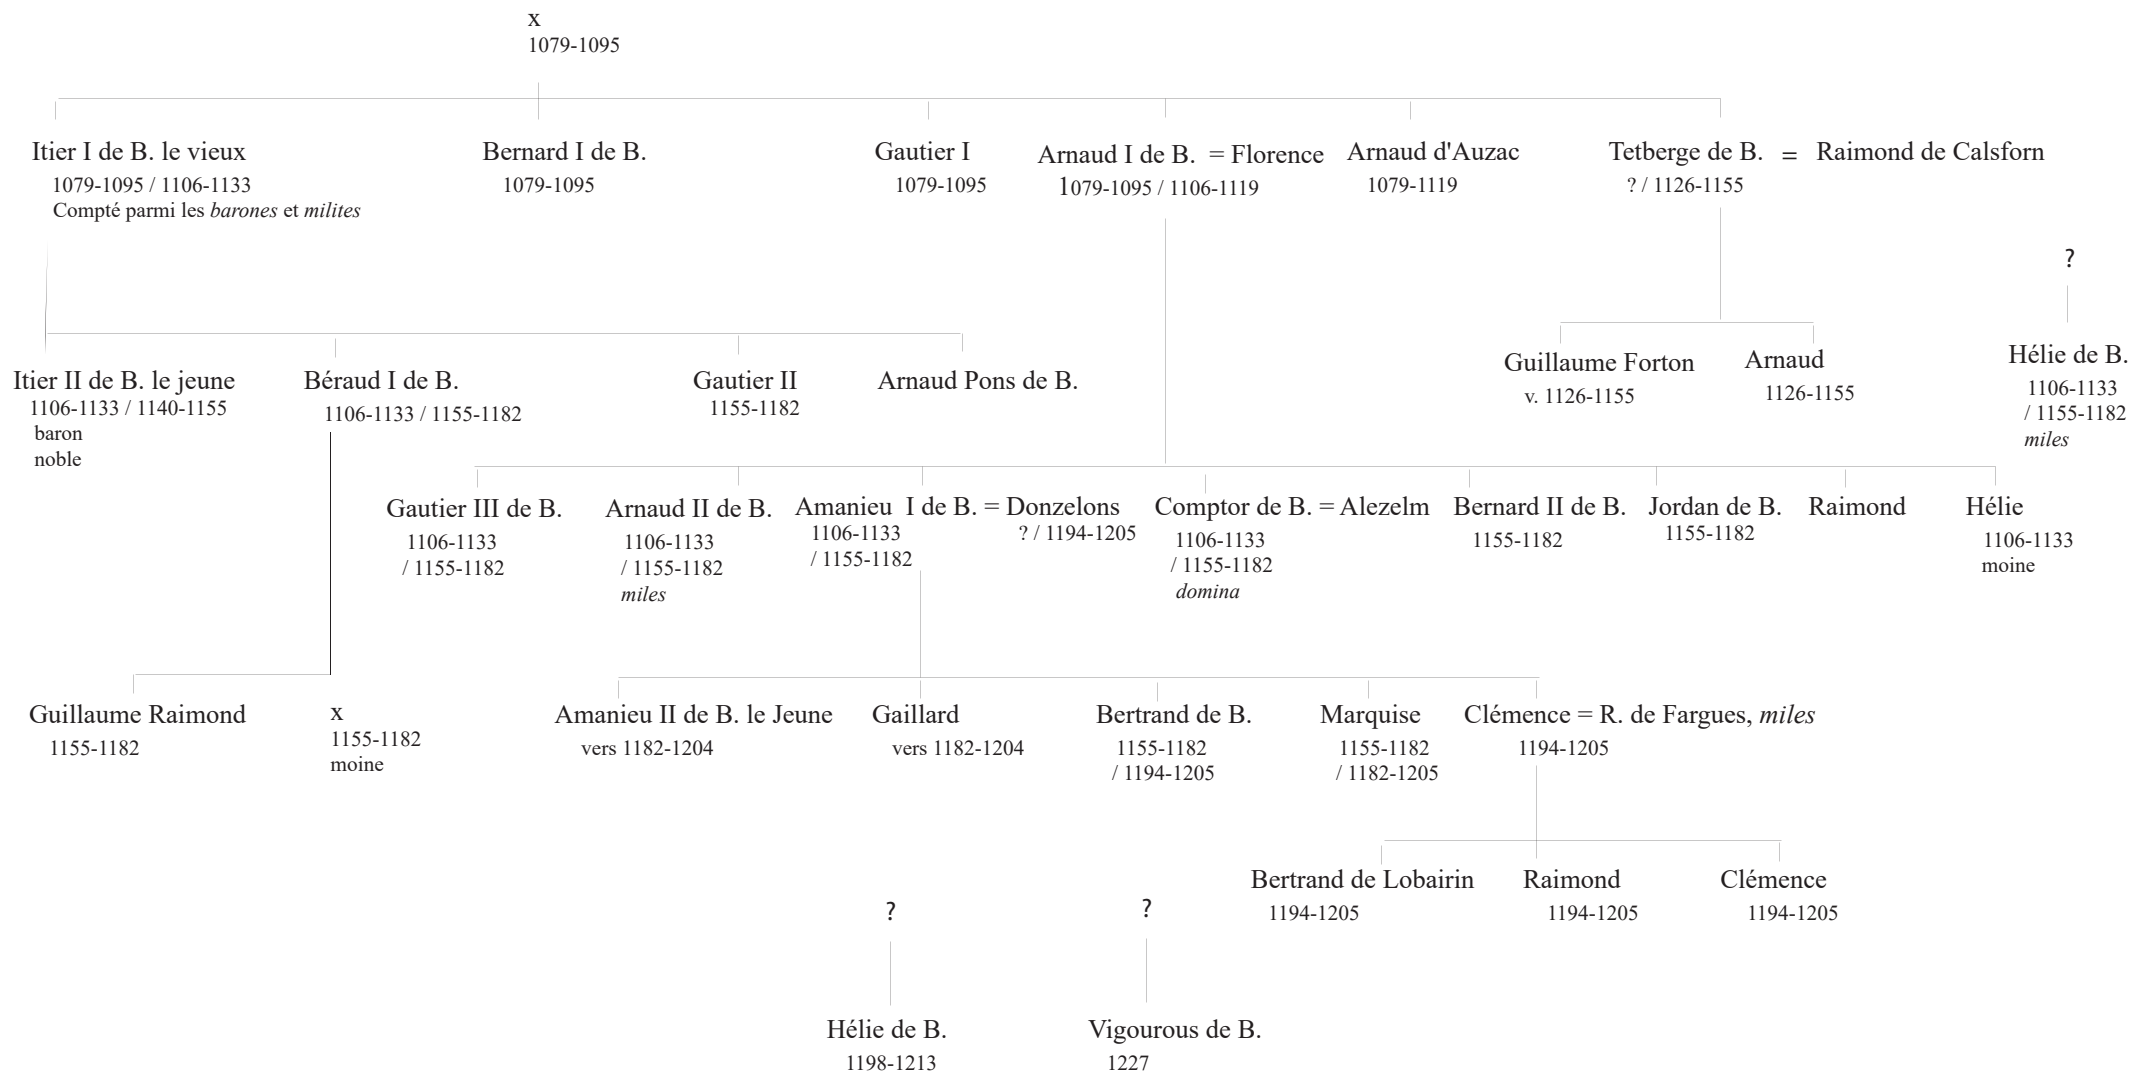 x
1079-1095
Itier I de B. le vieux
1079-1095 / 1106-1133
Compté parmi les barones et milites
Bernard I de B.
1079-1095
Gautier I
1079-1095
Arnaud I de B. = Florence
1079-1095 / 1106-1119
Arnaud d'Auzac
1079-1119
Tetberge de B. = Raimond de Calsforn
? / 1126-1155
Itier II de B. le jeune
1106-1133 / 1140-1155
baron
noble
Béraud I de B.
1106-1133 / 1155-1182
Gautier II
1155-1182
Arnaud Pons de B.
Guillaume Forton
v. 1126-1155
Arnaud
1126-1155
?
Hélie de B.
1106-1133
/ 1155-1182
miles
Gautier III de B.
1106-1133
/ 1155-1182
Arnaud II de B.
1106-1133
/ 1155-1182
miles
Amanieu I de B. = Donzelons
1106-1133
/ 1155-1182
? / 1194-1205
Comptor de B. = Alezelm
1106-1133
/ 1155-1182
domina
Bernard II de B.
1155-1182
Jordan de B.
1155-1182
Raimond
Hélie
1106-1133
moine
Guillaume Raimond
1155-1182
x
1155-1182
moine
Amanieu II de B. le Jeune
vers 1182-1204
Gaillard
vers 1182-1204
Bertrand de B.
1155-1182
/ 1194-1205
Marquise
1155-1182
/ 1182-1205
Clémence = R. de Fargues, miles
1194-1205
Bertrand de Lobairin
1194-1205
Raimond
1194-1205
Clémence
1194-1205
?
Hélie de B.
1198-1213
?
Vigourous de B.
1227